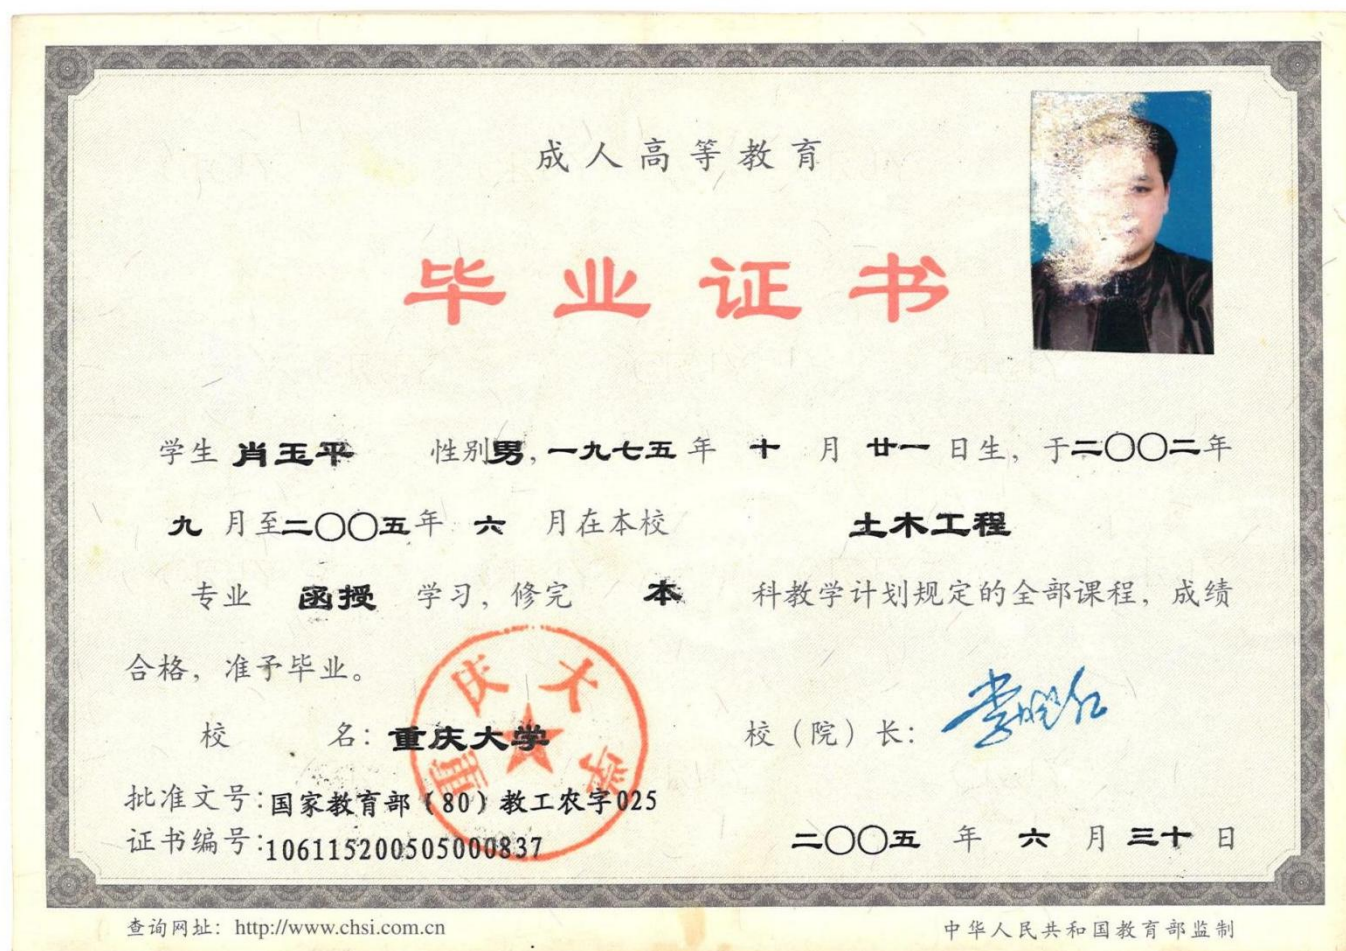 成人高等教育
毕业证书
学生 肖玉平 性别男，一九七五年 十 月 廿一 日生，于二〇〇二年
九 月至二〇〇五年 六 月在本校 土木工程
专业 函授 学习，修完 本 科教学计划规定的全部课程，成绩
合格，准予毕业。
校 名：重庆大学 校（院）长：
重庆大学
批准文号：国家教育部（80）教工农字025
证书编号：106115200505000837 二〇〇五 年 六 月 三十 日
查询网址：http://www.chsi.com.cn 中华人民共和国教育部监制